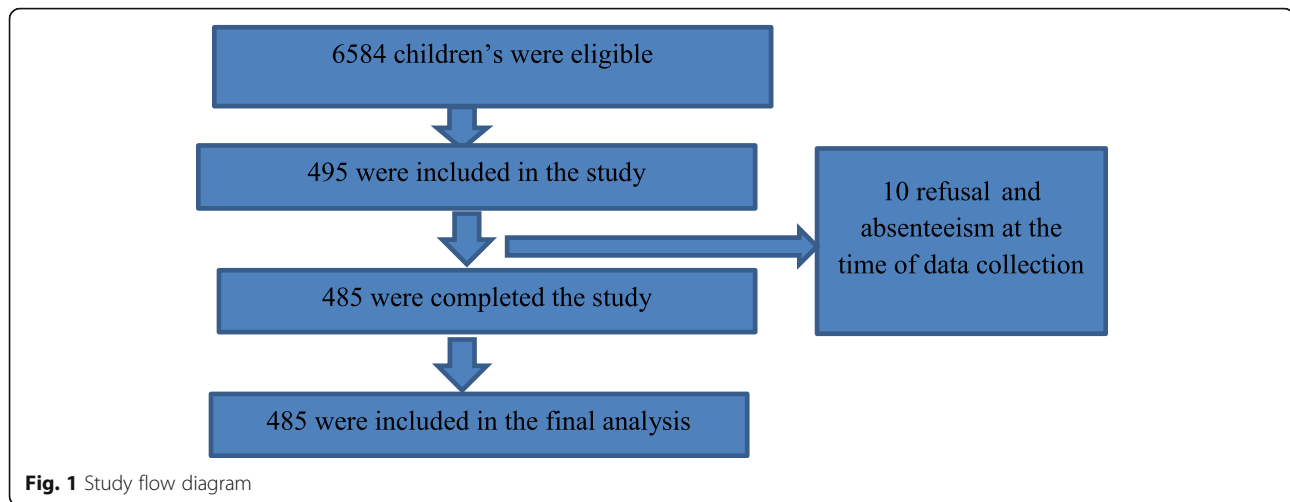 6584 children’s were eligible
495 were included in the study
10 refusal and
absenteeism at the
time of data collection
485 were completed the study
485 were included in the final analysis
Fig. 1 Study flow diagram